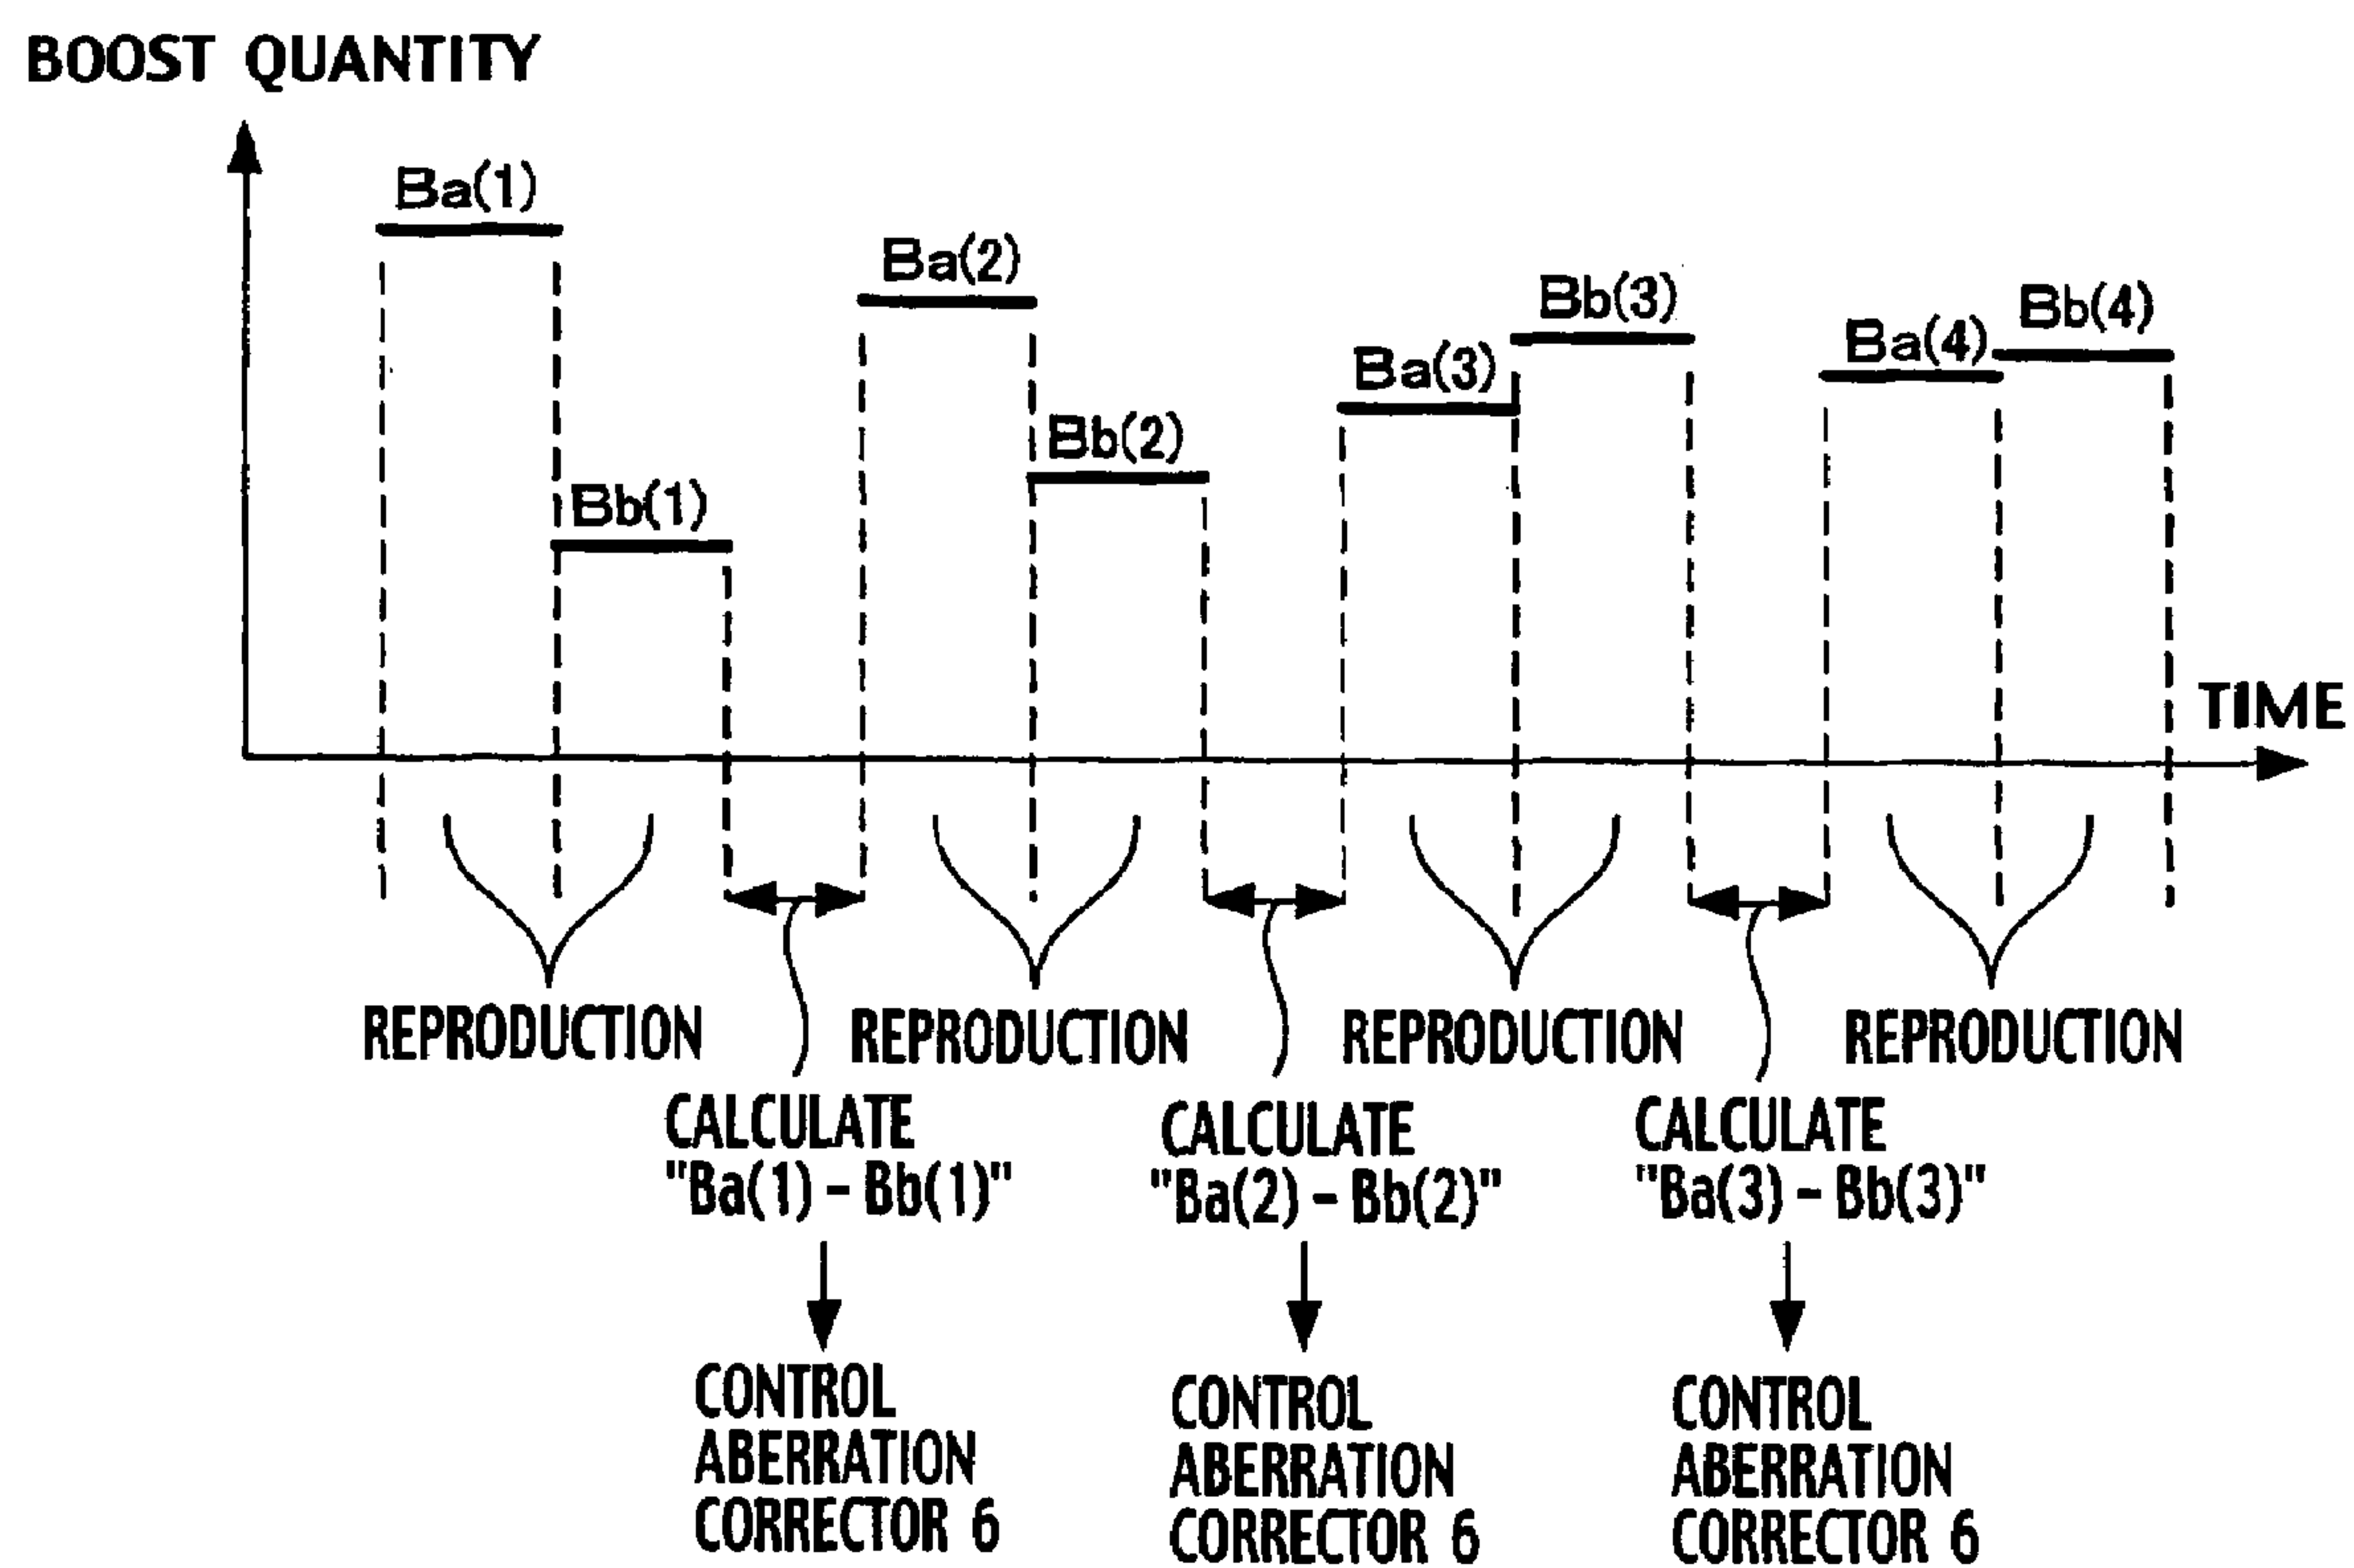 BOOST QUANTITY
Ba(1)
Ba(2)
Bb(3)
Bb(4)
Ba(4)
Ba(3)
Bb(2)
Bb(1)
TIME
REPRODUCTION
REPRODUCTION
REPRODUCTION
REPRODUCTION
CALCULATE
"Ba(1) - Bb(1)"
CONTROL
ABERRATION
CORRECTOR 6
CALCULATE
"Ba(2) - Bb(2)"
CONTROL
ABERRATION
CORRECTOR 6
CALCULATE
"Ba(3) - Bb(3)"
CONTROL
ABERRATION
CORRECTOR 6